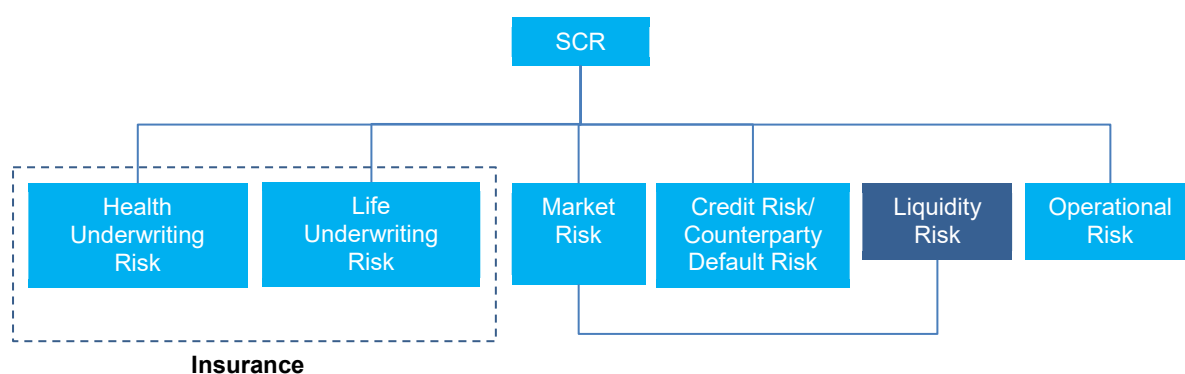 SCR
Health
Underwriting
Risk
Life
Underwriting
Risk
Market
Risk
Credit Risk/
Counterparty
Default Risk
Liquidity
Risk
Operational
Risk
Insurance